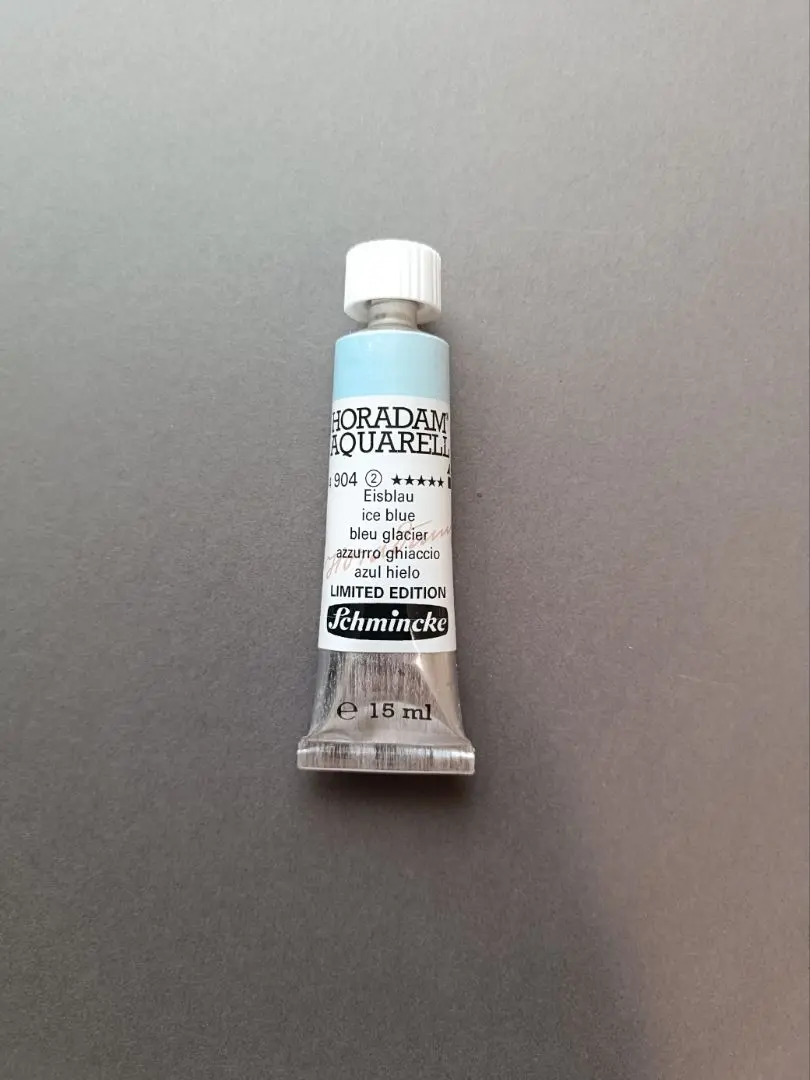 HORADAM®
AQUARELL
904 ② ★★★★★
Eisblau
ice blue
bleu glacier
azzurro ghiaccio
azul hielo
LIMITED EDITION
Schmincke
℮ 15 ml